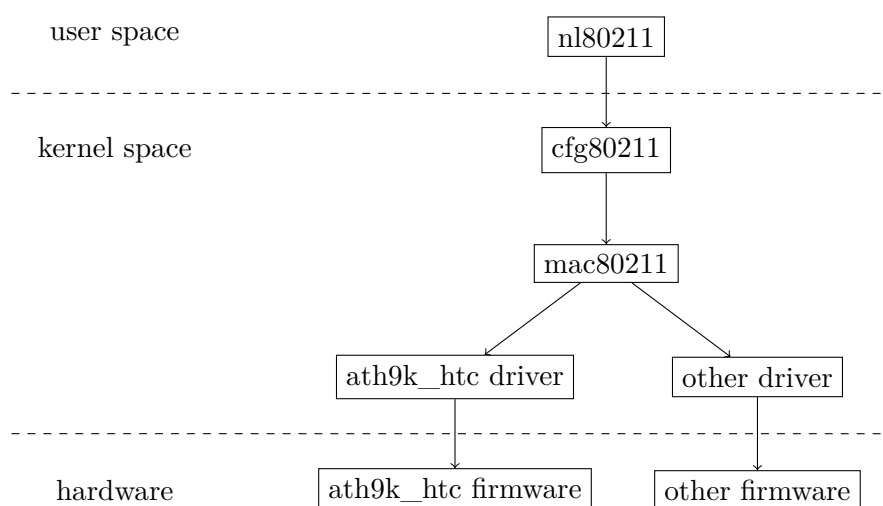 user space
nl80211
kernel space
cfg80211
mac80211
ath9k_htc driver
other driver
hardware
ath9k_htc firmware
other firmware